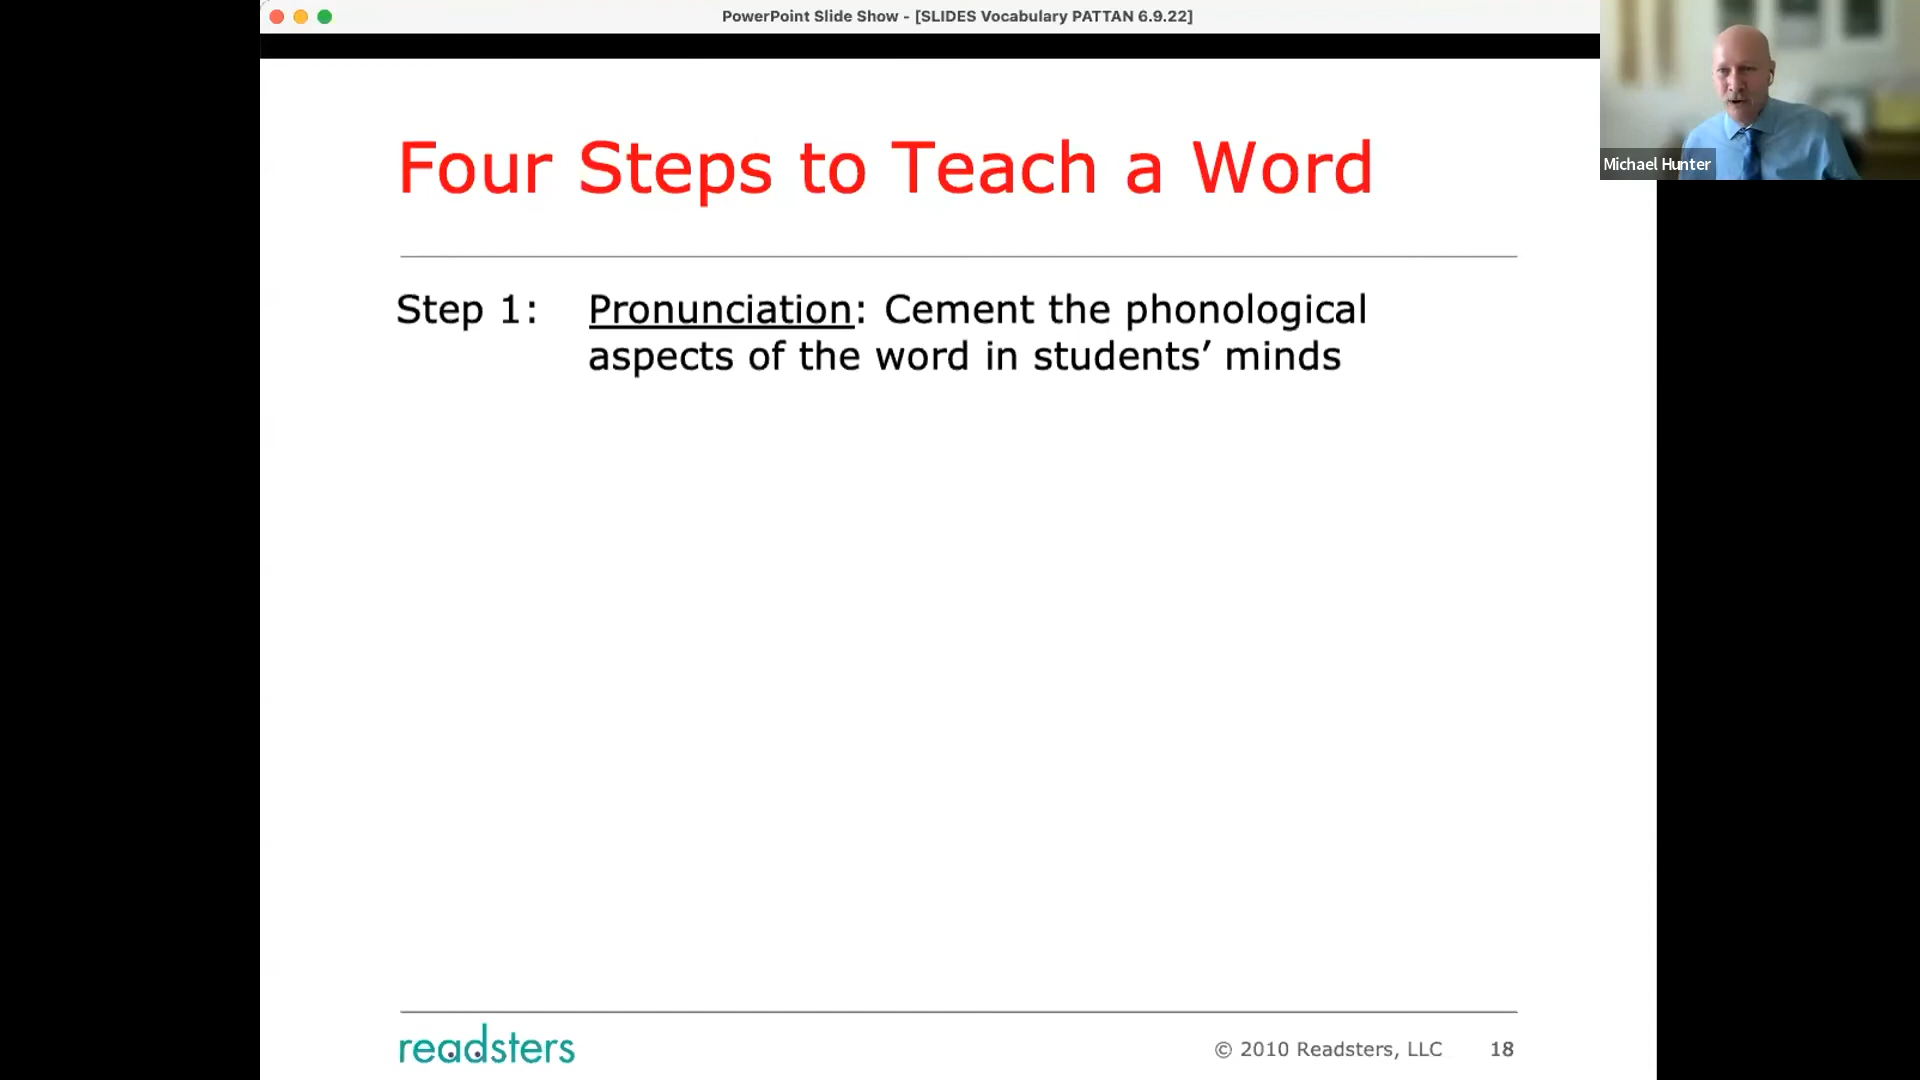 PowerPoint Slide Show - [SLIDES Vocabulary PATTAN 6.9.22]
Michael Hunter
Four Steps to Teach a Word
Step 1: Pronunciation: Cement the phonological
aspects of the word in students’ minds
readsters
© 2010 Readsters, LLC 18